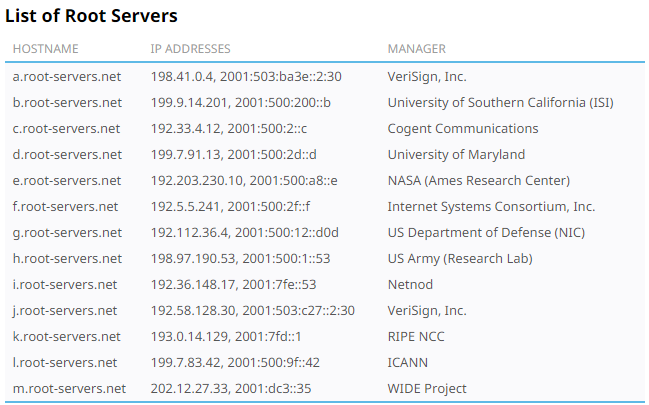 List of Root Servers
HOSTNAME IP ADDRESSES MANAGER
a.root-servers.net 198.41.0.4, 2001:503:ba3e::2:30 VeriSign, Inc.
b.root-servers.net 199.9.14.201, 2001:500:200::b University of Southern California (ISI)
c.root-servers.net 192.33.4.12, 2001:500:2::c Cogent Communications
d.root-servers.net 199.7.91.13, 2001:500:2d::d University of Maryland
e.root-servers.net 192.203.230.10, 2001:500:a8::e NASA (Ames Research Center)
f.root-servers.net 192.5.5.241, 2001:500:2f::f Internet Systems Consortium, Inc.
g.root-servers.net 192.112.36.4, 2001:500:12::d0d US Department of Defense (NIC)
h.root-servers.net 198.97.190.53, 2001:500:1::53 US Army (Research Lab)
i.root-servers.net 192.36.148.17, 2001:7fe::53 Netnod
j.root-servers.net 192.58.128.30, 2001:503:c27::2:30 VeriSign, Inc.
k.root-servers.net 193.0.14.129, 2001:7fd::1 RIPE NCC
l.root-servers.net 199.7.83.42, 2001:500:9f::42 ICANN
m.root-servers.net 202.12.27.33, 2001:dc3::35 WIDE Project